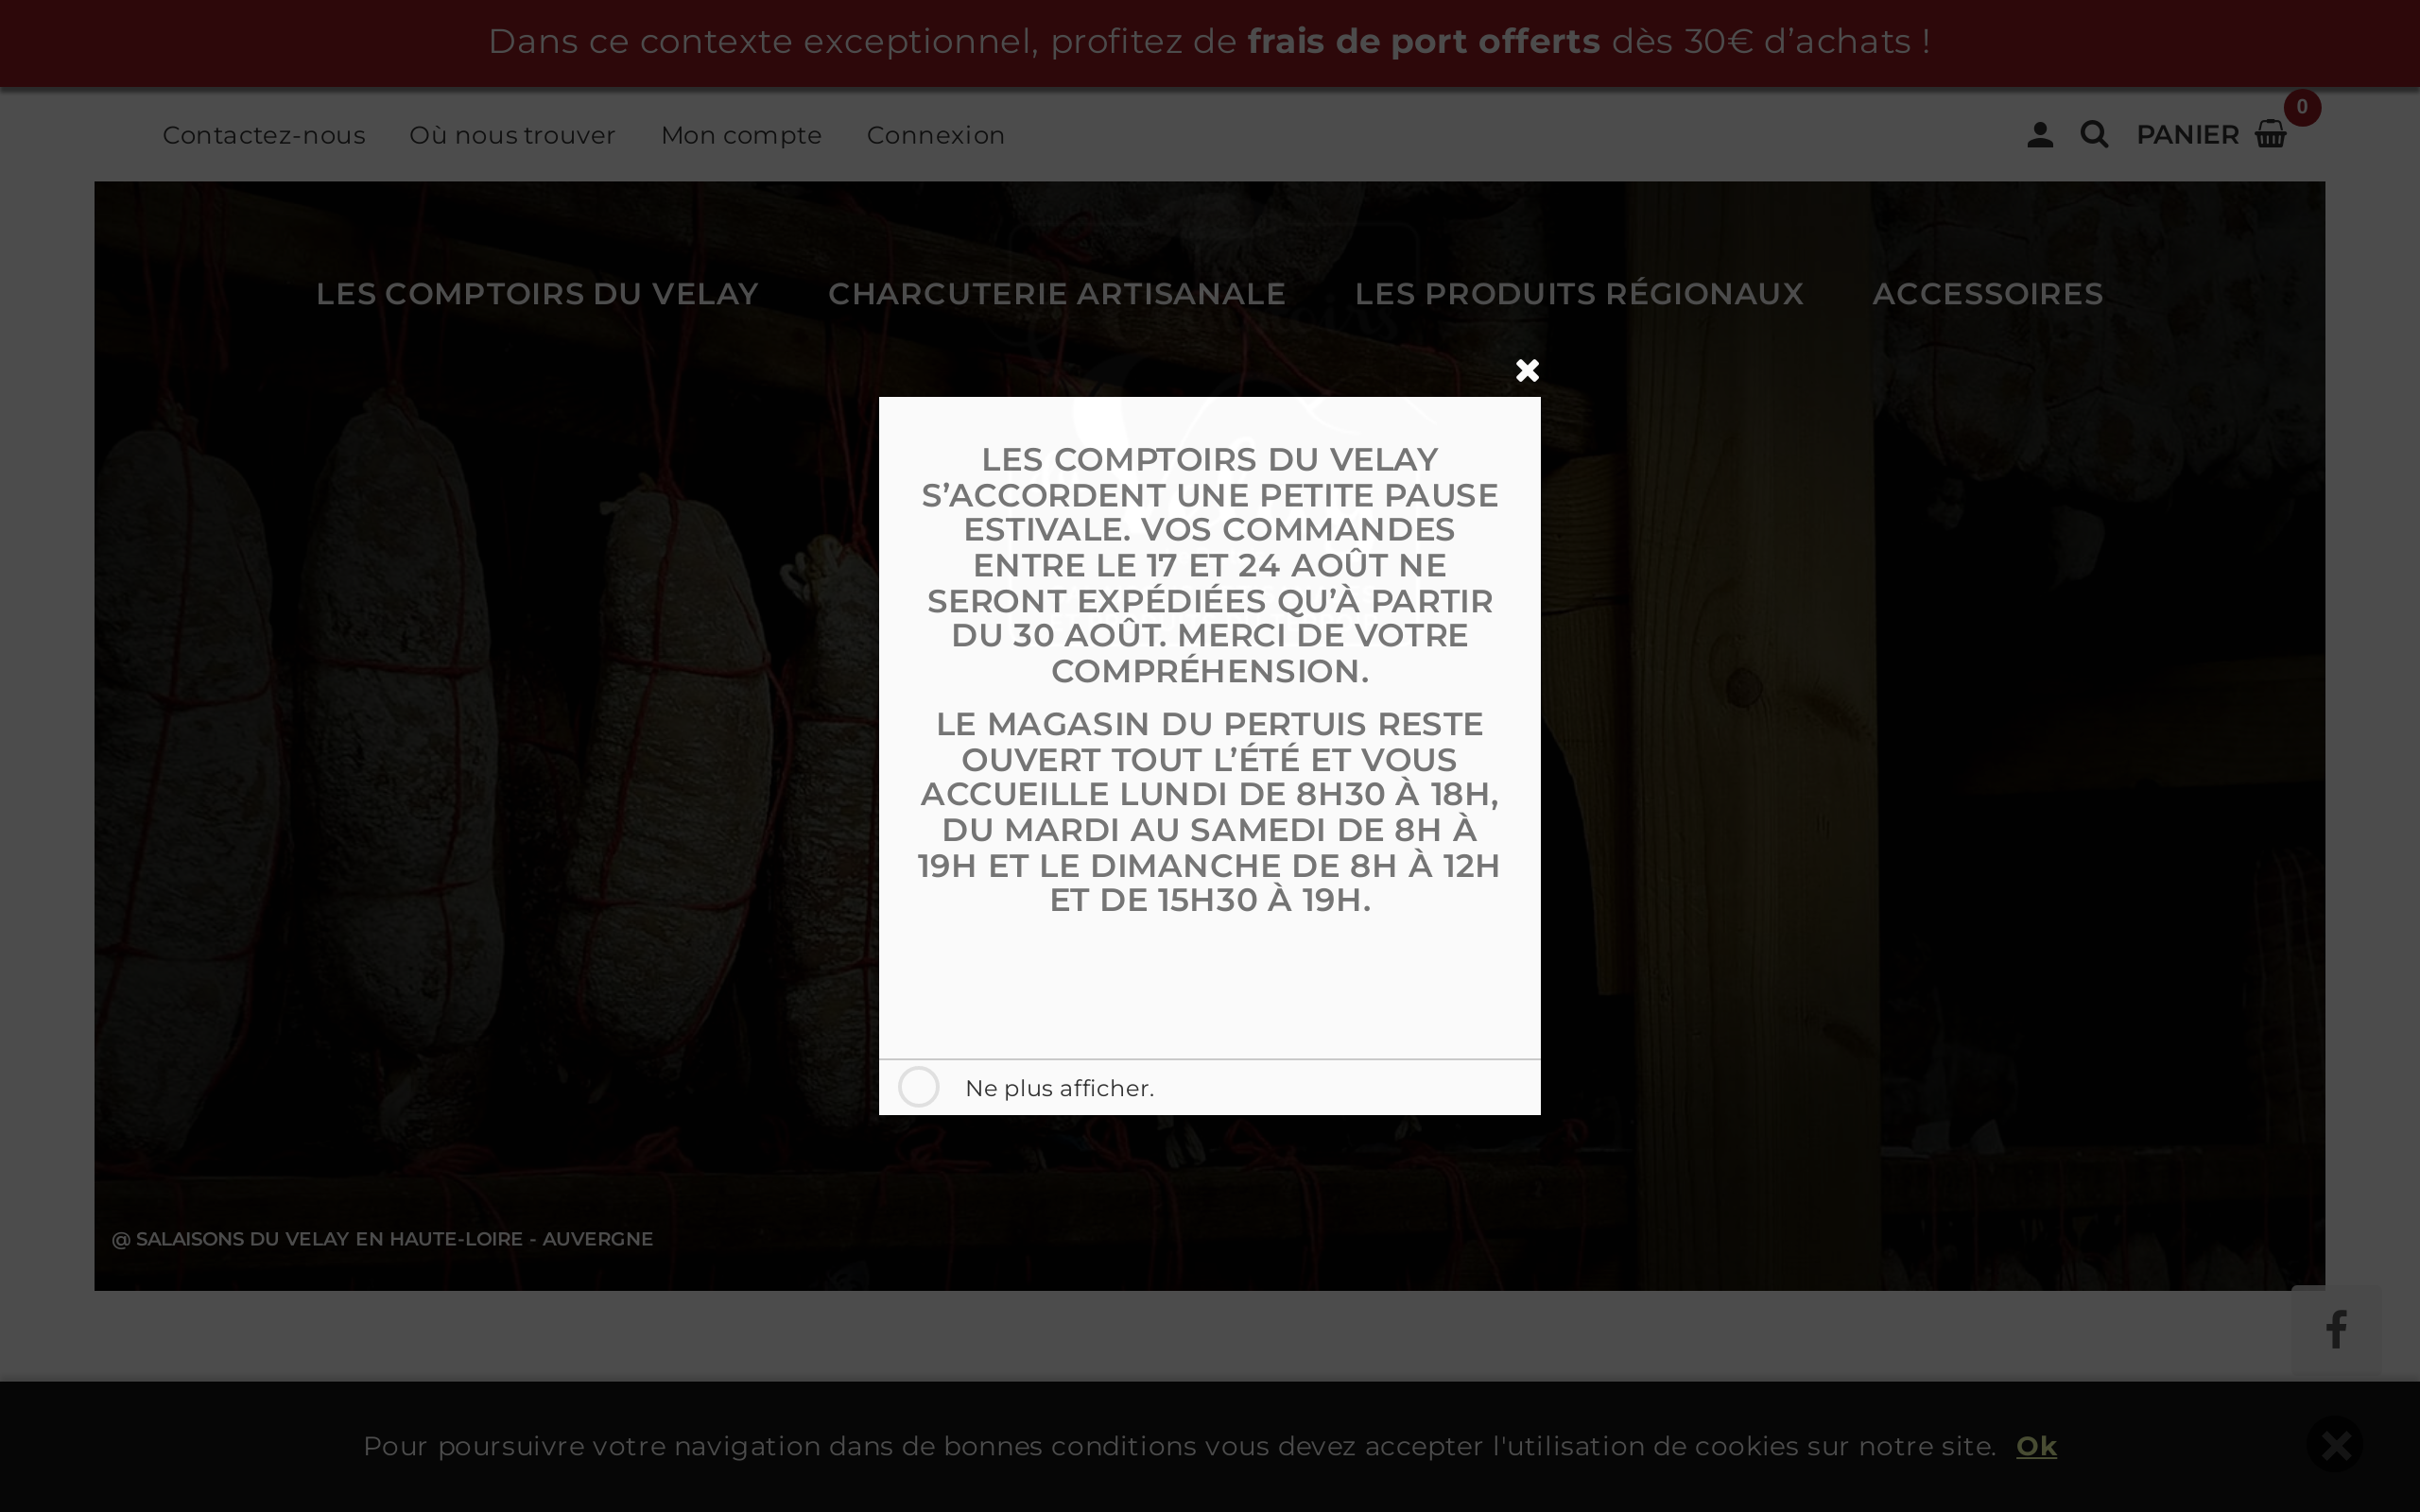 Dans ce contexte exceptionnel, profitez de frais de port offerts dès 30€ d’achats !
Contactez-nous Où nous trouver Mon compte Connexion PANIER 0
LES COMPTOIRS DU VELAY CHARCUTERIE ARTISANALE LES PRODUITS RÉGIONAUX ACCESSOIRES
LES COMPTOIRS DU VELAY
S’ACCORDENT UNE PETITE PAUSE
ESTIVALE. VOS COMMANDES
ENTRE LE 17 ET 24 AOÛT NE
SERONT EXPÉDIÉES QU’À PARTIR
DU 30 AOÛT. MERCI DE VOTRE
COMPRÉHENSION.
LE MAGASIN DU PERTUIS RESTE
OUVERT TOUT L’ÉTÉ ET VOUS
ACCUEILLE LUNDI DE 8H30 À 18H,
DU MARDI AU SAMEDI DE 8H À
19H ET LE DIMANCHE DE 8H À 12H
ET DE 15H30 À 19H.
Ne plus afficher.
@ SALAISONS DU VELAY EN HAUTE-LOIRE - AUVERGNE
Pour poursuivre votre navigation dans de bonnes conditions vous devez accepter l'utilisation de cookies sur notre site. Ok